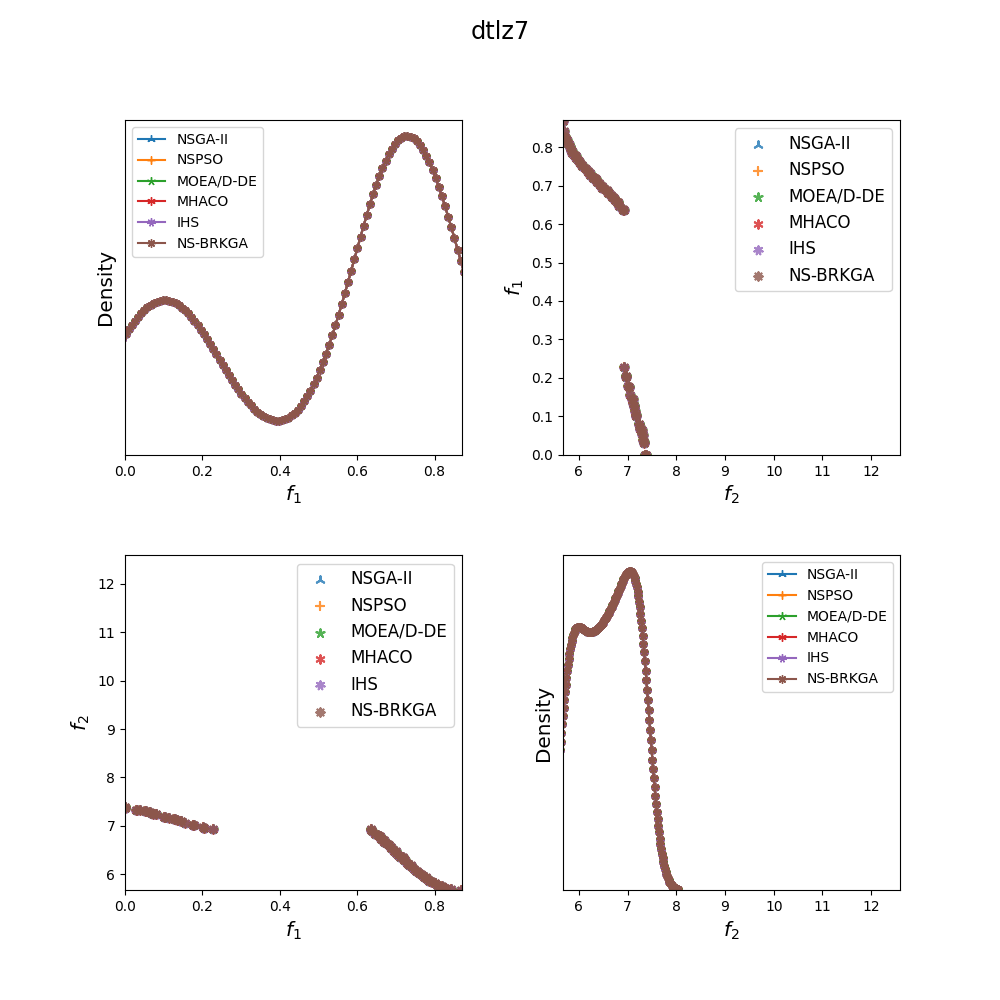 dtlz7
NSGA-II
NSPSO
MOEA/D-DE
MHACO
IHS
NS-BRKGA
Density
0.0 0.2 0.4 0.6 0.8
f1
NSGA-II
NSPSO
MOEA/D-DE
MHACO
IHS
NS-BRKGA
f1
0.8
0.7
0.6
0.5
0.4
0.3
0.2
0.1
0.0
6 7 8 9 10 11 12
f2
NSGA-II
NSPSO
MOEA/D-DE
MHACO
IHS
NS-BRKGA
f2
12
11
10
9
8
7
6
0.0 0.2 0.4 0.6 0.8
f1
NSGA-II
NSPSO
MOEA/D-DE
MHACO
IHS
NS-BRKGA
Density
6 7 8 9 10 11 12
f2